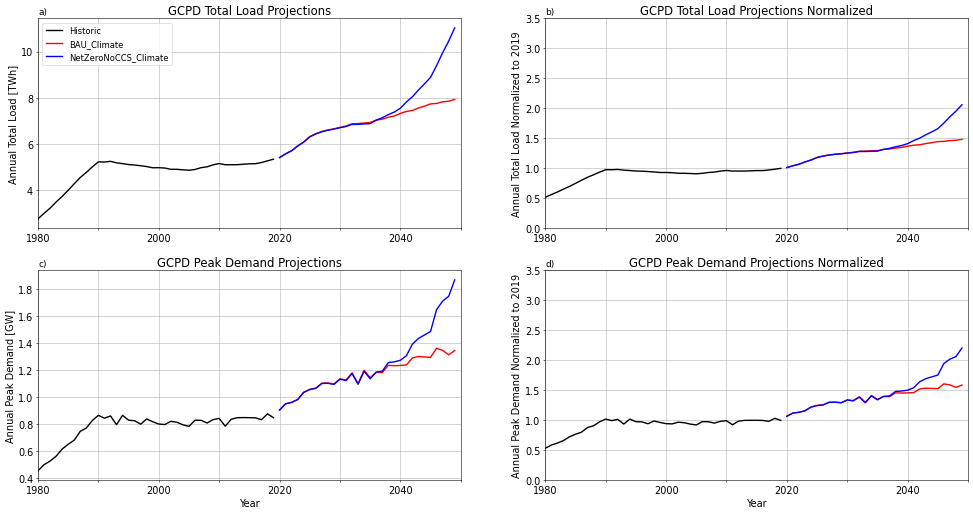 a)
GCPD Total Load Projections
Annual Total Load [TWh]
10
8
6
4
Historic
BAU_Climate
NetZeroNoCCS_Climate
1980
2000
2020
2040
b)
GCPD Total Load Projections Normalized
Annual Total Load Normalized to 2019
3.5
3.0
2.5
2.0
1.5
1.0
0.5
0.0
1980
2000
2020
2040
c)
GCPD Peak Demand Projections
Annual Peak Demand [GW]
1.8
1.6
1.4
1.2
1.0
0.8
0.6
0.4
1980
2000
2020
2040
Year
d)
GCPD Peak Demand Projections Normalized
Annual Peak Demand Normalized to 2019
3.5
3.0
2.5
2.0
1.5
1.0
0.5
0.0
1980
2000
2020
2040
Year